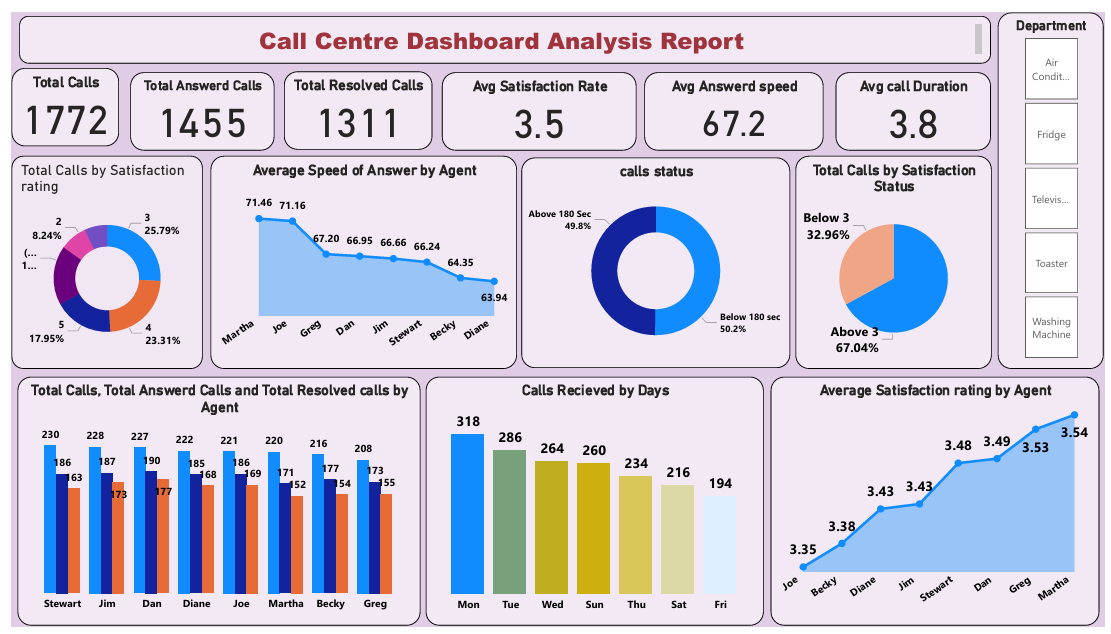 Call Centre Dashboard Analysis Report
Department
Air
Condit...
Fridge
Televis...
Toaster
Washing
Machine
Total Calls
1772
Total Answerd Calls
1455
Total Resolved Calls
1311
Avg Satisfaction Rate
3.5
Avg Answerd speed
67.2
Avg call Duration
3.8
Total Calls by Satisfaction
rating
3
25.79%
4
23.31%
5
17.95%
(...
1...
2
8.24%
Average Speed of Answer by Agent
71.46
71.16
67.20
66.95
66.66
66.24
64.35
63.94
Martha
Joe
Greg
Dan
Jim
Stewart
Becky
Diane
calls status
Above 180 Sec
49.8%
Below 180 sec
50.2%
Total Calls by Satisfaction
Status
Below 3
32.96%
Above 3
67.04%
Total Calls, Total Answerd Calls and Total Resolved calls by
Agent
230
186
163
228
187
173
227
190
177
222
185
168
221
186
169
220
171
152
216
177
154
208
173
155
Stewart
Jim
Dan
Diane
Joe
Martha
Becky
Greg
Calls Recieved by Days
318
286
264
260
234
216
194
Mon
Tue
Wed
Sun
Thu
Sat
Fri
Average Satisfaction rating by Agent
3.35
3.38
3.43
3.43
3.48
3.49
3.53
3.54
Joe
Becky
Diane
Jim
Stewart
Dan
Greg
Martha